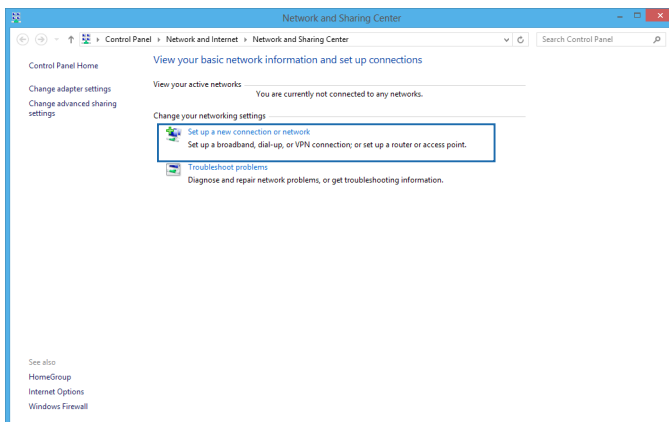 Network and Sharing Center
Control Panel Network and Internet Network and Sharing Center
Search Control Panel
Control Panel Home
Change adapter settings
Change advanced sharing
settings
View your basic network information and set up connections
View your active networks
You are currently not connected to any networks.
Change your networking settings
Set up a new connection or network
Set up a broadband, dial-up, or VPN connection; or set up a router or access point.
Troubleshoot problems
Diagnose and repair network problems, or get troubleshooting information.
See also
HomeGroup
Internet Options
Windows Firewall